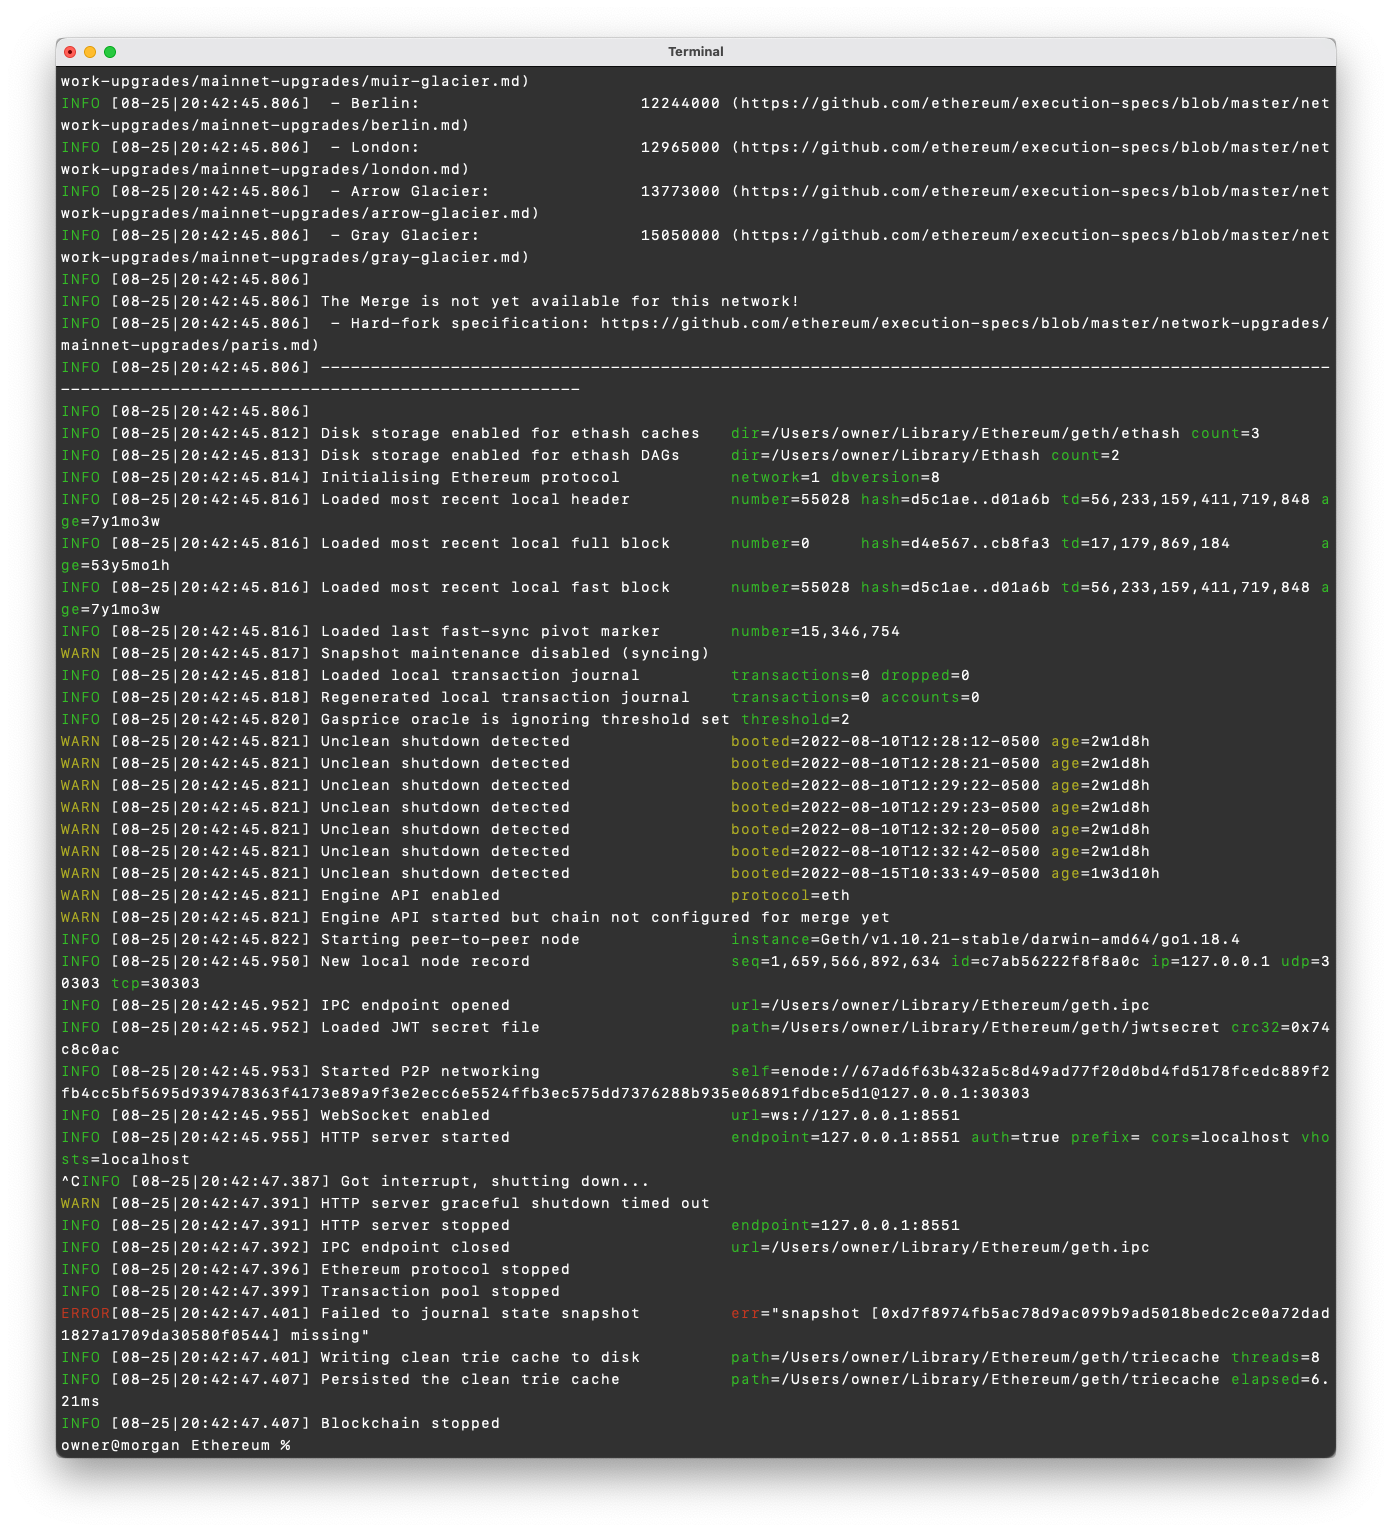 Terminal
work-upgrades/mainnet-upgrades/muir-glacier.md)
INFO [08-25|20:42:45.806]  - Berlin:                      12244000 (https://github.com/ethereum/execution-specs/blob/master/net
work-upgrades/mainnet-upgrades/berlin.md)
INFO [08-25|20:42:45.806]  - London:                      12965000 (https://github.com/ethereum/execution-specs/blob/master/net
work-upgrades/mainnet-upgrades/london.md)
INFO [08-25|20:42:45.806]  - Arrow Glacier:               13773000 (https://github.com/ethereum/execution-specs/blob/master/net
work-upgrades/mainnet-upgrades/arrow-glacier.md)
INFO [08-25|20:42:45.806]  - Gray Glacier:                15050000 (https://github.com/ethereum/execution-specs/blob/master/net
work-upgrades/mainnet-upgrades/gray-glacier.md)
INFO [08-25|20:42:45.806]
INFO [08-25|20:42:45.806] The Merge is not yet available for this network!
INFO [08-25|20:42:45.806]  - Hard-fork specification: https://github.com/ethereum/execution-specs/blob/master/network-upgrades/
mainnet-upgrades/paris.md)
INFO [08-25|20:42:45.806] -----------------------------------------------------------------------------------------------------
----------------------------------------------------
INFO [08-25|20:42:45.806]
INFO [08-25|20:42:45.812] Disk storage enabled for ethash caches   dir=/Users/owner/Library/Ethereum/geth/ethash count=3
INFO [08-25|20:42:45.813] Disk storage enabled for ethash DAGs     dir=/Users/owner/Library/Ethash count=2
INFO [08-25|20:42:45.814] Initialising Ethereum protocol           network=1 dbversion=8
INFO [08-25|20:42:45.816] Loaded most recent local header          number=55028 hash=d5c1ae..d01a6b td=56,233,159,411,719,848 a
ge=7y1mo3w
INFO [08-25|20:42:45.816] Loaded most recent local full block      number=0     hash=d4e567..cb8fa3 td=17,179,869,184         a
ge=53y5mo1h
INFO [08-25|20:42:45.816] Loaded most recent local fast block      number=55028 hash=d5c1ae..d01a6b td=56,233,159,411,719,848 a
ge=7y1mo3w
INFO [08-25|20:42:45.816] Loaded last fast-sync pivot marker       number=15,346,754
WARN [08-25|20:42:45.817] Snapshot maintenance disabled (syncing)
INFO [08-25|20:42:45.818] Loaded local transaction journal         transactions=0 dropped=0
INFO [08-25|20:42:45.818] Regenerated local transaction journal    transactions=0 accounts=0
INFO [08-25|20:42:45.820] Gasprice oracle is ignoring threshold set threshold=2
WARN [08-25|20:42:45.821] Unclean shutdown detected                booted=2022-08-10T12:28:12-0500 age=2w1d8h
WARN [08-25|20:42:45.821] Unclean shutdown detected                booted=2022-08-10T12:28:21-0500 age=2w1d8h
WARN [08-25|20:42:45.821] Unclean shutdown detected                booted=2022-08-10T12:29:22-0500 age=2w1d8h
WARN [08-25|20:42:45.821] Unclean shutdown detected                booted=2022-08-10T12:29:23-0500 age=2w1d8h
WARN [08-25|20:42:45.821] Unclean shutdown detected                booted=2022-08-10T12:32:20-0500 age=2w1d8h
WARN [08-25|20:42:45.821] Unclean shutdown detected                booted=2022-08-10T12:32:42-0500 age=2w1d8h
WARN [08-25|20:42:45.821] Unclean shutdown detected                booted=2022-08-15T10:33:49-0500 age=1w3d10h
WARN [08-25|20:42:45.821] Engine API enabled                       protocol=eth
WARN [08-25|20:42:45.821] Engine API started but chain not configured for merge yet
INFO [08-25|20:42:45.822] Starting peer-to-peer node               instance=Geth/v1.10.21-stable/darwin-amd64/go1.18.4
INFO [08-25|20:42:45.950] New local node record                    seq=1,659,566,892,634 id=c7ab56222f8f8a0c ip=127.0.0.1 udp=3
0303 tcp=30303
INFO [08-25|20:42:45.952] IPC endpoint opened                      url=/Users/owner/Library/Ethereum/geth.ipc
INFO [08-25|20:42:45.952] Loaded JWT secret file                   path=/Users/owner/Library/Ethereum/geth/jwtsecret crc32=0x74
c8c0ac
INFO [08-25|20:42:45.953] Started P2P networking                   self=enode://67ad6f63b432a5c8d49ad77f20d0bd4fd5178fcedc889f2
fb4cc5bf5695d939478363f4173e89a9f3e2ecc6e5524ffb3ec575dd7376288b935e06891fdbce5d1@127.0.0.1:30303
INFO [08-25|20:42:45.955] WebSocket enabled                        url=ws://127.0.0.1:8551
INFO [08-25|20:42:45.955] HTTP server started                      endpoint=127.0.0.1:8551 auth=true prefix= cors=localhost vho
sts=localhost
^CINFO [08-25|20:42:47.387] Got interrupt, shutting down...
WARN [08-25|20:42:47.391] HTTP server graceful shutdown timed out
INFO [08-25|20:42:47.391] HTTP server stopped                      endpoint=127.0.0.1:8551
INFO [08-25|20:42:47.392] IPC endpoint closed                      url=/Users/owner/Library/Ethereum/geth.ipc
INFO [08-25|20:42:47.396] Ethereum protocol stopped
INFO [08-25|20:42:47.399] Transaction pool stopped
ERROR[08-25|20:42:47.401] Failed to journal state snapshot         err="snapshot [0xd7f8974fb5ac78d9ac099b9ad5018bedc2ce0a72dad
1827a1709da30580f0544] missing"
INFO [08-25|20:42:47.401] Writing clean trie cache to disk         path=/Users/owner/Library/Ethereum/geth/triecache threads=8
INFO [08-25|20:42:47.407] Persisted the clean trie cache           path=/Users/owner/Library/Ethereum/geth/triecache elapsed=6.
21ms
INFO [08-25|20:42:47.407] Blockchain stopped
owner@morgan Ethereum %